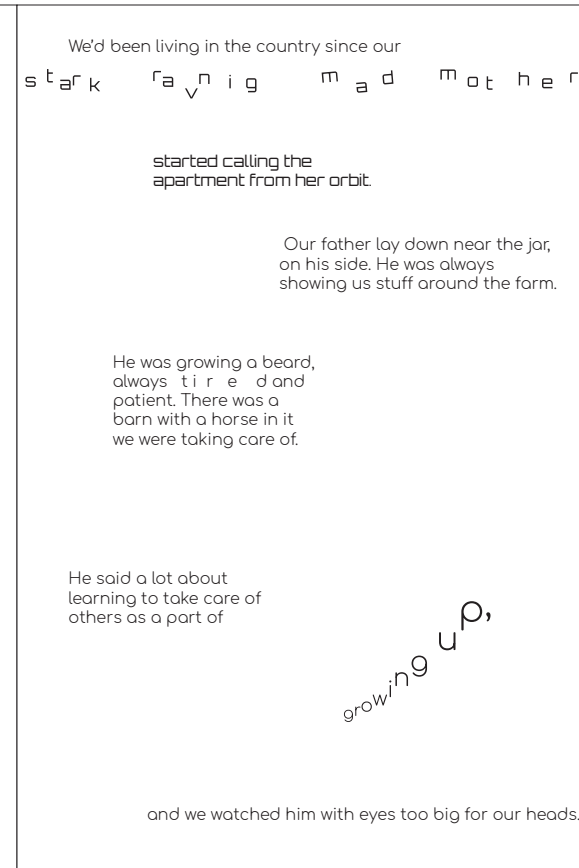 We'd been living in the country since our
stark ravnig mad mother
started calling the
apartment from her orbit.
Our father lay down near the jar,
on his side. He was always
showing us stuff around the farm.
He was growing a beard,
always t i r e d and
patient. There was a
barn with a horse in it
we were taking care of.
He said a lot about
learning to take care of
others as a part of
growing up,
and we watched him with eyes too big for our heads.